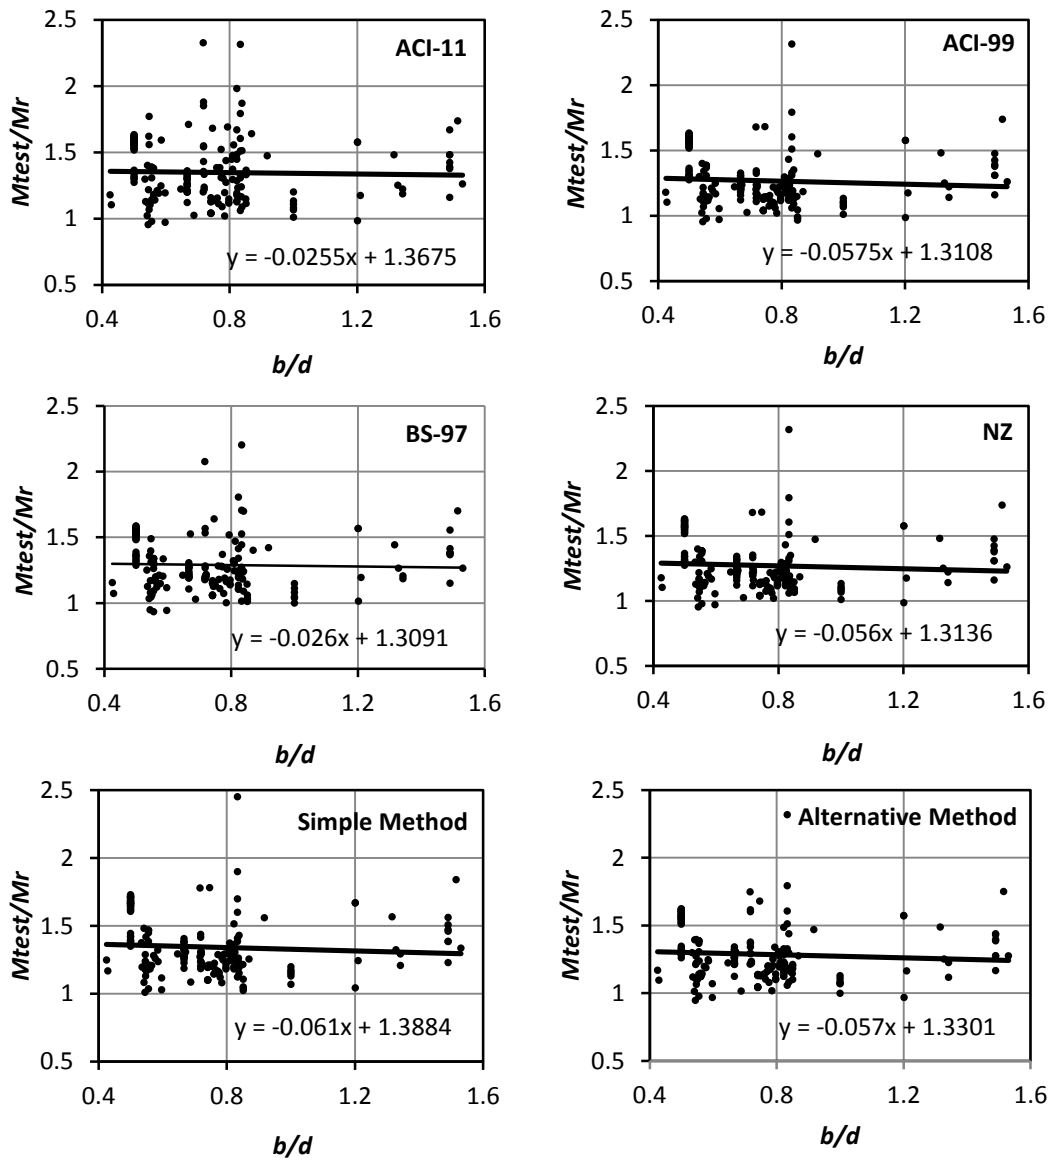 2.5
2
1.5
1
0.5
Mtest/Mr
ACI-11
y = -0.0255x + 1.3675
0.4 0.8 1.2 1.6
b/d
2.5
2
1.5
1
0.5
Mtest/Mr
ACI-99
y = -0.0575x + 1.3108
0.4 0.8 1.2 1.6
b/d
2.5
2
1.5
1
0.5
Mtest/Mr
BS-97
y = -0.026x + 1.3091
0.4 0.8 1.2 1.6
b/d
2.5
2
1.5
1
0.5
Mtest/Mr
NZ
y = -0.056x + 1.3136
0.4 0.8 1.2 1.6
b/d
2.5
2
1.5
1
0.5
Mtest/Mr
Simple Method
y = -0.061x + 1.3884
0.4 0.8 1.2 1.6
b/d
2.5
2
1.5
1
0.5
Mtest/Mr
Alternative Method
y = -0.057x + 1.3301
0.4 0.8 1.2 1.6
b/d